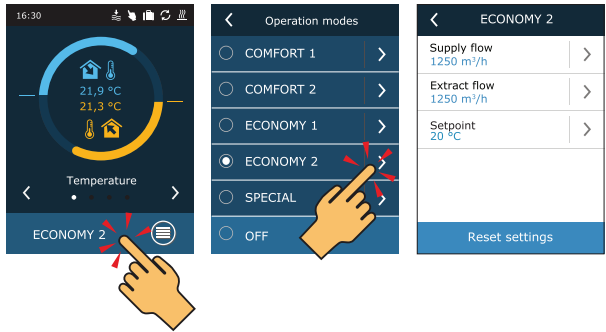 16:30
21,9 °C
21,3 °C
Temperature
ECONOMY 2
Operation modes
COMFORT 1
COMFORT 2
ECONOMY 1
ECONOMY 2
SPECIAL
OFF
ECONOMY 2
Supply flow
1250 m³/h
Extract flow
1250 m³/h
Setpoint
20 °C
Reset settings